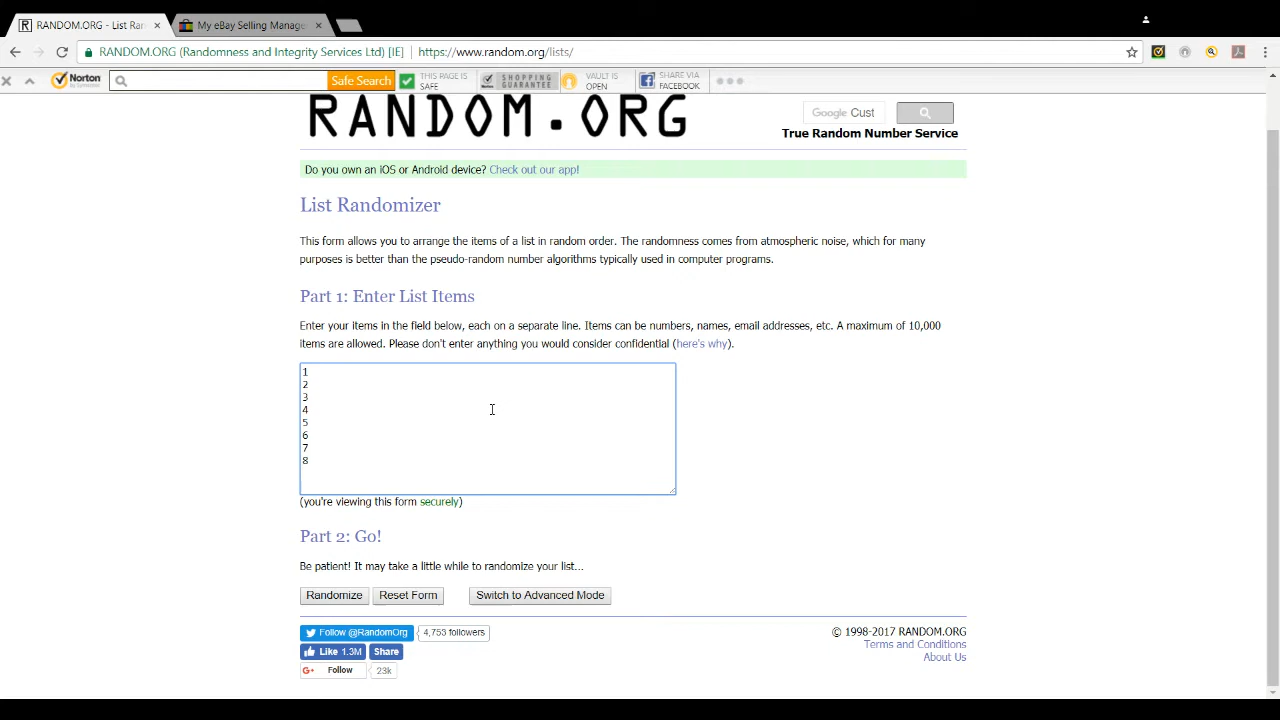 RANDOM.ORG - List Ran
My eBay Selling Manage
RANDOM.ORG (Randomness and Integrity Services Ltd) [IE]
https://www.random.org/lists/
Norton
by Symantec
Safe Search
THIS PAGE IS
SAFE
SHOPPING
GUARANTEE
VAULT IS
OPEN
SHARE VIA
FACEBOOK
RANDOM.ORG
Google Cust
True Random Number Service
Do you own an iOS or Android device? Check out our app!
List Randomizer
This form allows you to arrange the items of a list in random order. The randomness comes from atmospheric noise, which for many
purposes is better than the pseudo-random number algorithms typically used in computer programs.
Part 1: Enter List Items
Enter your items in the field below, each on a separate line. Items can be numbers, names, email addresses, etc. A maximum of 10,000
items are allowed. Please don't enter anything you would consider confidential (here's why).
1
2
3
4
5
6
7
8
(you're viewing this form securely)
Part 2: Go!
Be patient! It may take a little while to randomize your list...
Randomize
Reset Form
Switch to Advanced Mode
Follow @RandomOrg
4,753 followers
Like 1.3M
Share
Follow
23k
© 1998-2017 RANDOM.ORG
Terms and Conditions
About Us